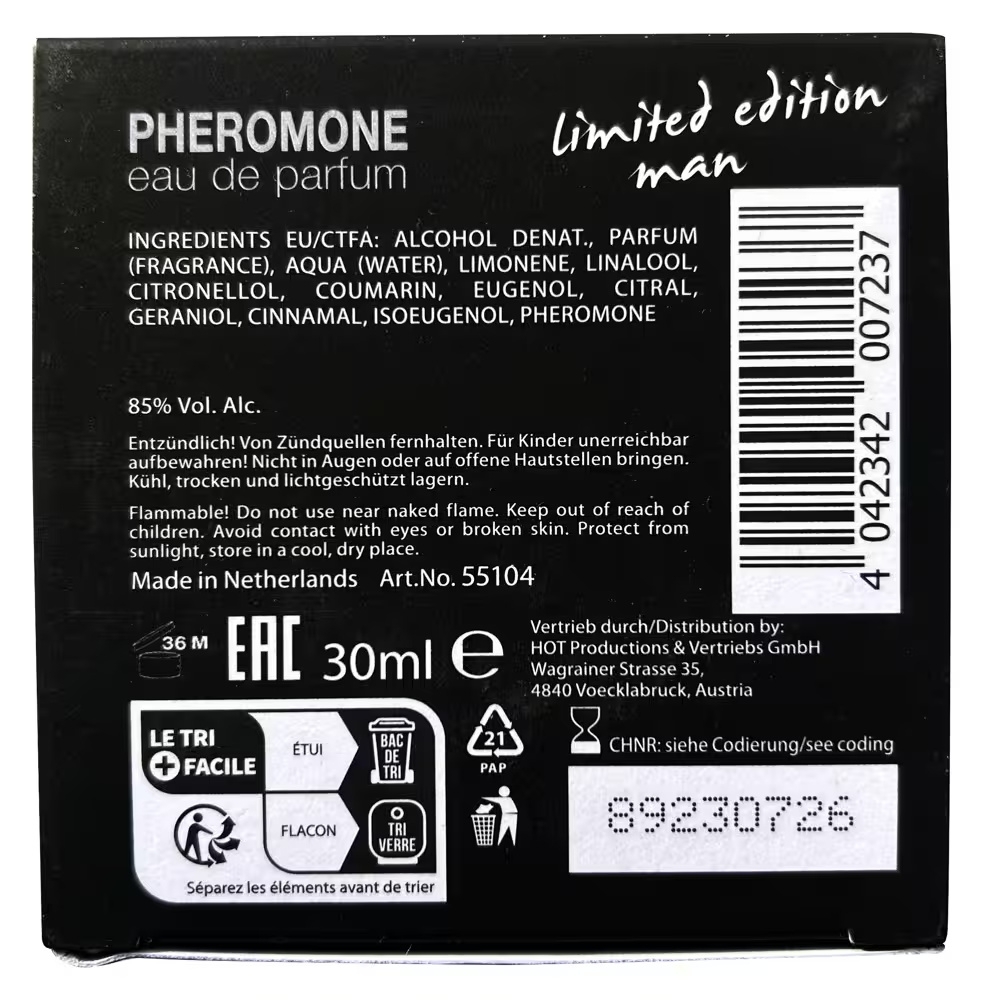 PHEROMONE
eau de parfum
limited edition
man
INGREDIENTS EU/CTFA: ALCOHOL DENAT., PARFUM
(FRAGRANCE), AQUA (WATER), LIMONENE, LINALOOL,
CITRONELLOL, COUMARIN, EUGENOL, CITRAL,
GERANIOL, CINNAMAL, ISOEUGENOL, PHEROMONE
4 042342 007237
85% Vol. Alc.
Entzündlich! Von Zündquellen fernhalten. Für Kinder unerreichbar
aufbewahren! Nicht in Augen oder auf offene Hautstellen bringen.
Kühl, trocken und lichtgeschützt lagern.
Flammable! Do not use near naked flame. Keep out of reach of
children. Avoid contact with eyes or broken skin. Protect from
sunlight, store in a cool, dry place.
Made in Netherlands Art.No. 55104
36 M
EAC
30ml e
Vertrieb durch/Distribution by:
HOT Productions & Vertriebs GmbH
Wagrainer Strasse 35,
4840 Voecklabruck, Austria
LE TRI
+ FACILE
ÉTUI
BAC
DE
TRI
FLACON
TRI
VERRE
Séparez les éléments avant de trier
21
PAP
CHNR: siehe Codierung/see coding
89230726